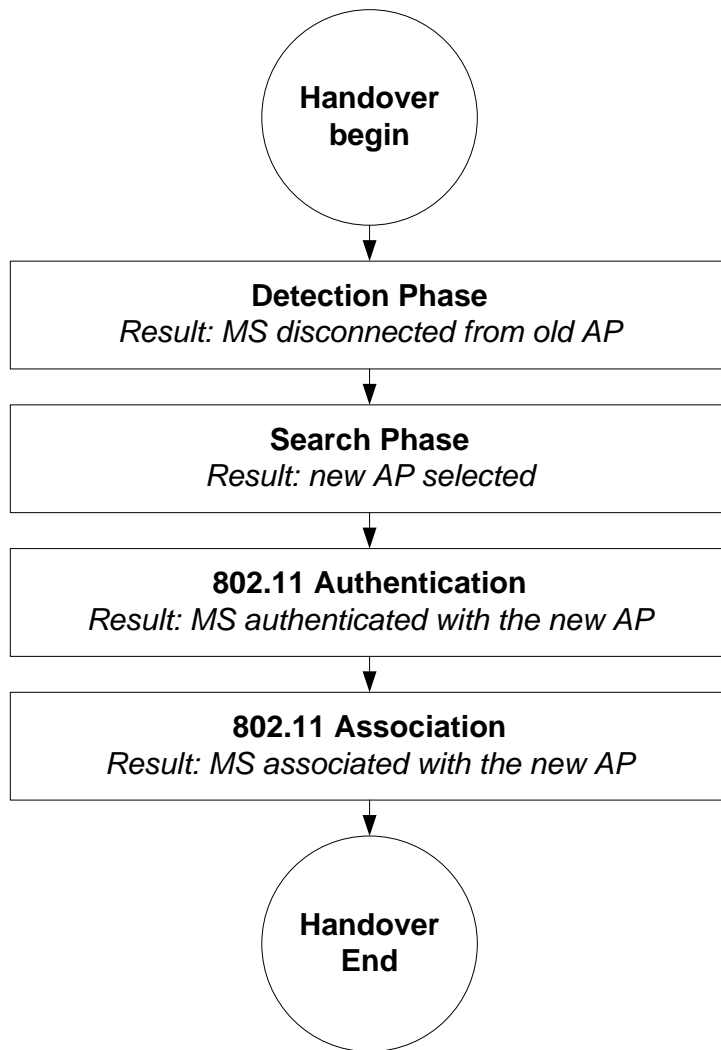 Handover
begin
Detection Phase
Result: MS disconnected from old AP
Search Phase
Result: new AP selected
802.11 Authentication
Result: MS authenticated with the new AP
802.11 Association
Result: MS associated with the new AP
Handover
End